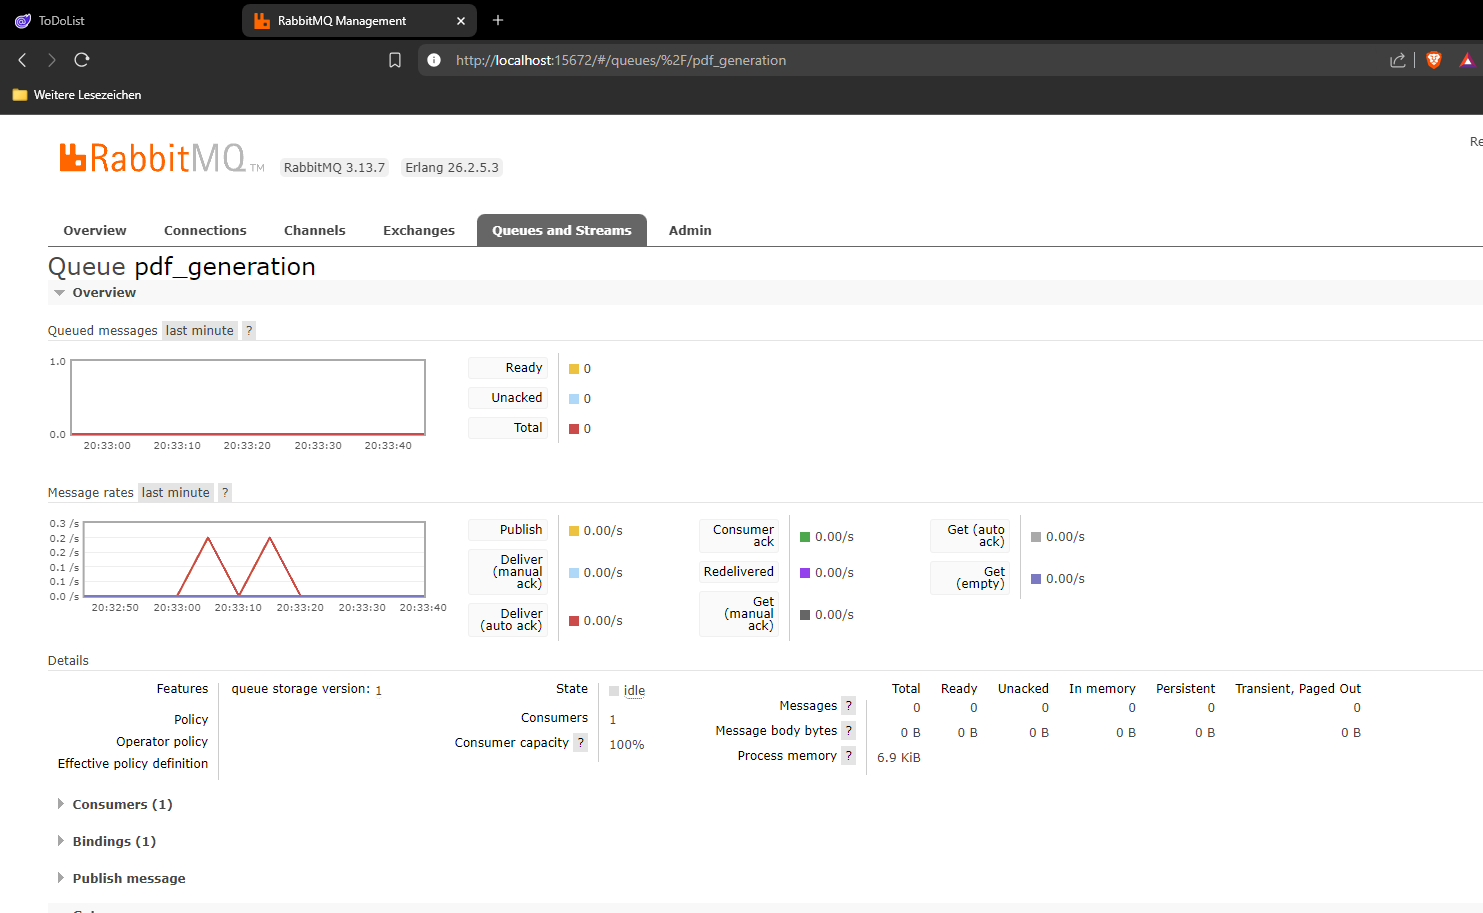 ToDoList
RabbitMQ Management
http://localhost:15672/#/queues/%2F/pdf_generation
Weitere Lesezeichen
RabbitMQ TM RabbitMQ 3.13.7 Erlang 26.2.5.3
Re
Overview Connections Channels Exchanges Queues and Streams Admin
Queue pdf_generation
Overview
Queued messages last minute ?
1.0
0.0
20:33:00 20:33:10 20:33:20 20:33:30 20:33:40
Ready 0
Unacked 0
Total 0
Message rates last minute ?
0.3 /s
0.2 /s
0.2 /s
0.1 /s
0.1 /s
0.0 /s
20:32:50 20:33:00 20:33:10 20:33:20 20:33:30 20:33:40
Publish 0.00/s
Deliver (manual ack) 0.00/s
Deliver (auto ack) 0.00/s
Consumer ack 0.00/s
Redelivered 0.00/s
Get (manual ack) 0.00/s
Get (auto ack) 0.00/s
Get (empty) 0.00/s
Details
Features queue storage version: 1
Policy
Operator policy
Effective policy definition
State idle
Consumers 1
Consumer capacity ? 100%
Total Ready Unacked In memory Persistent Transient, Paged Out
Messages ? 0 0 0 0 0 0
Message body bytes ? 0 B 0 B 0 B 0 B 0 B 0 B
Process memory ? 6.9 KiB
Consumers (1)
Bindings (1)
Publish message